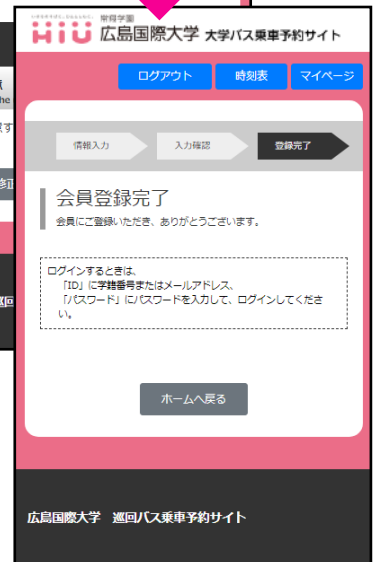 常翔学園
HiU 広島国際大学 大学バス乗車予約サイト
ログアウト 時刻表 マイページ
he
す
情報入力 入力確認 登録完了
修正
会員登録完了
会員にご登録いただき、ありがとうございます。
ログインするときは、
「ID」に学籍番号またはメールアドレス、
「パスワード」にパスワードを入力して、ログインしてくださ
い。
巡回
ホームへ戻る
広島国際大学 巡回バス乗車予約サイト